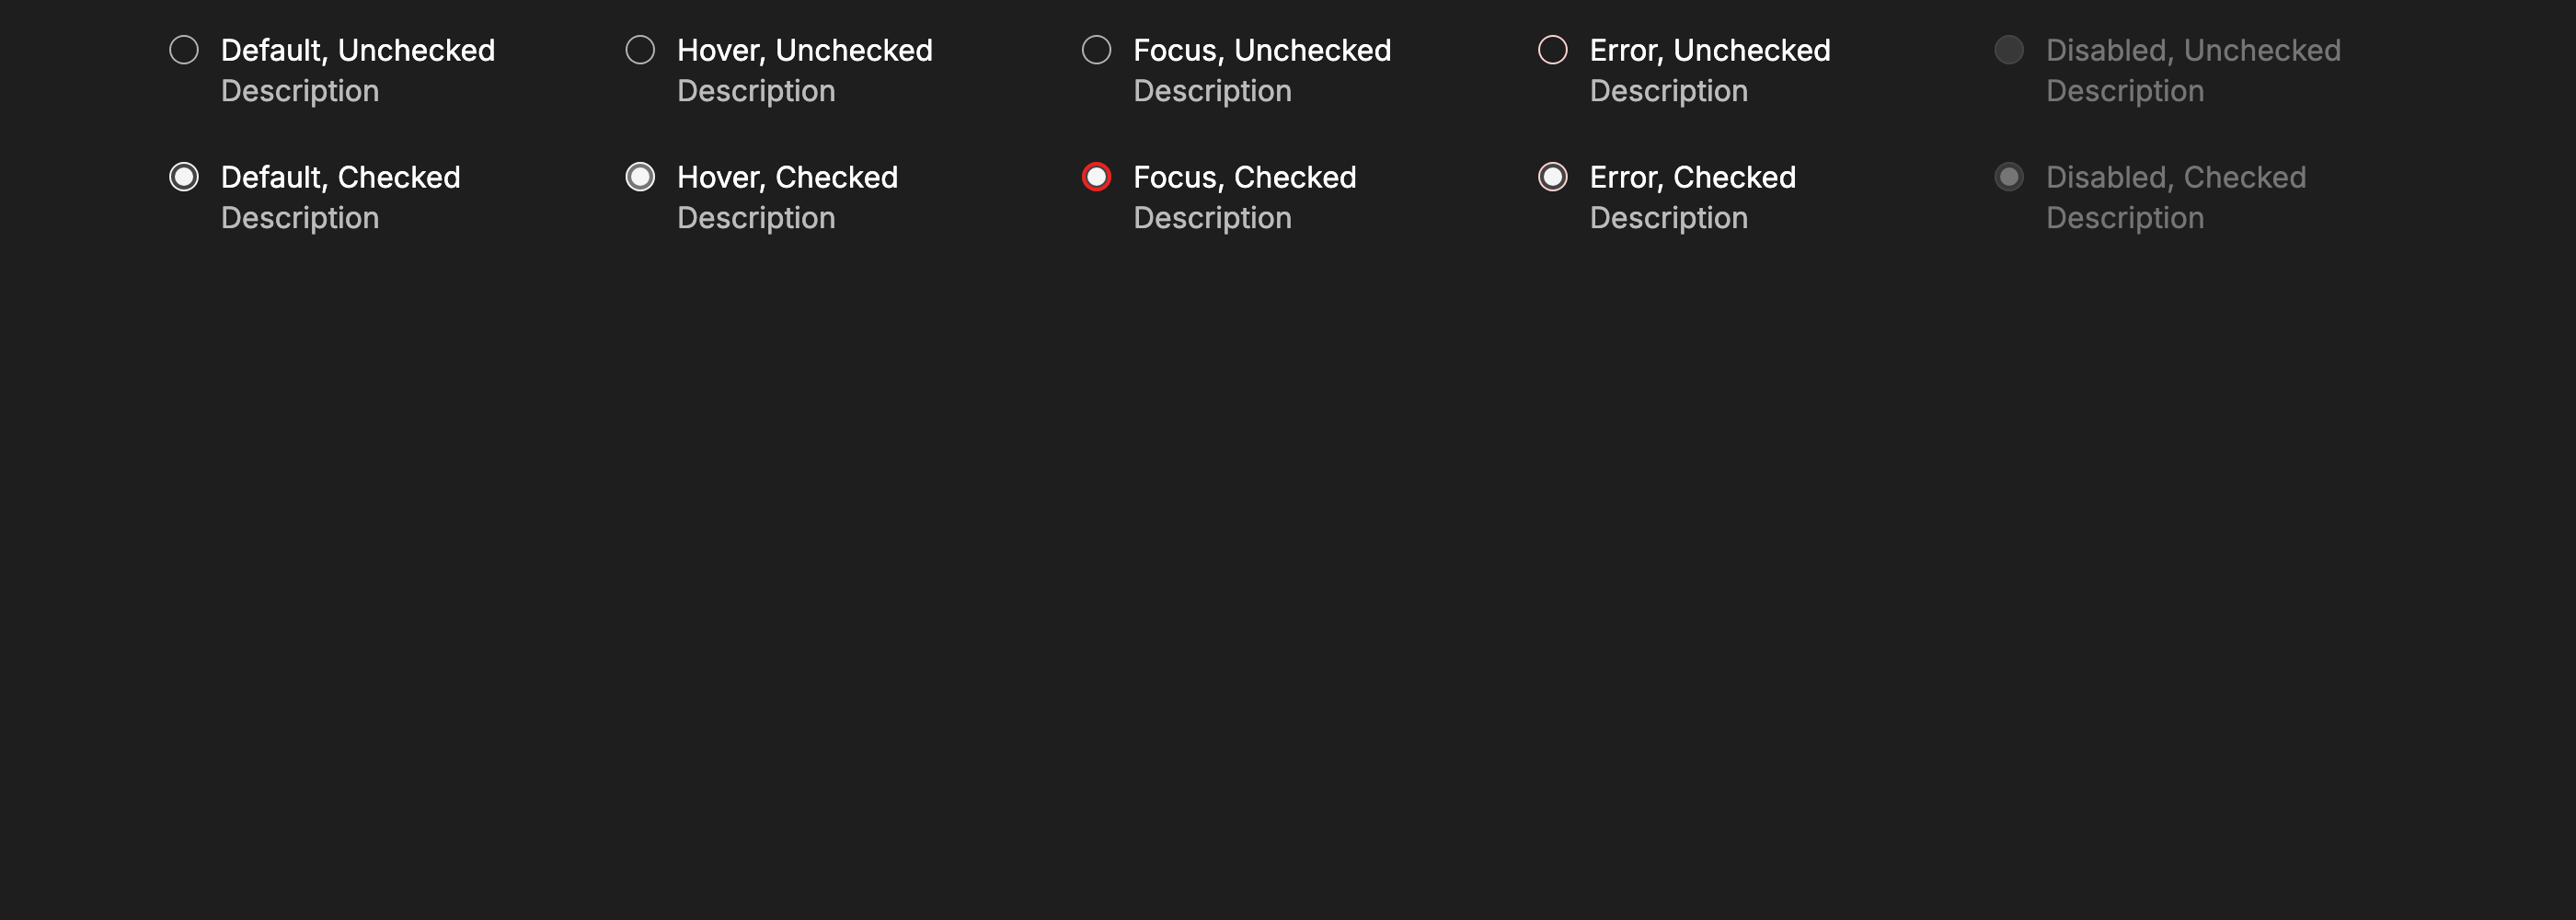 Default, Unchecked
Description
Hover, Unchecked
Description
Focus, Unchecked
Description
Error, Unchecked
Description
Disabled, Unchecked
Description
Default, Checked
Description
Hover, Checked
Description
Focus, Checked
Description
Error, Checked
Description
Disabled, Checked
Description